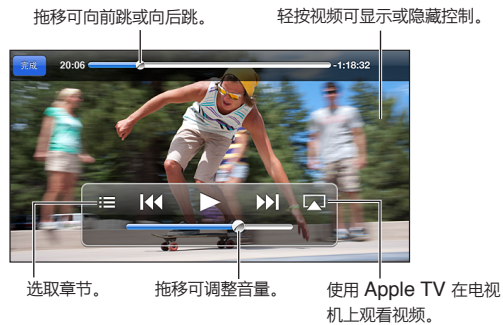 拖移可向前跳或向后跳。
轻按视频可显示或隐藏控制。
完成
20:06
-1:18:32
选取章节。
拖移可调整音量。
使用 Apple TV 在电视
机上观看视频。